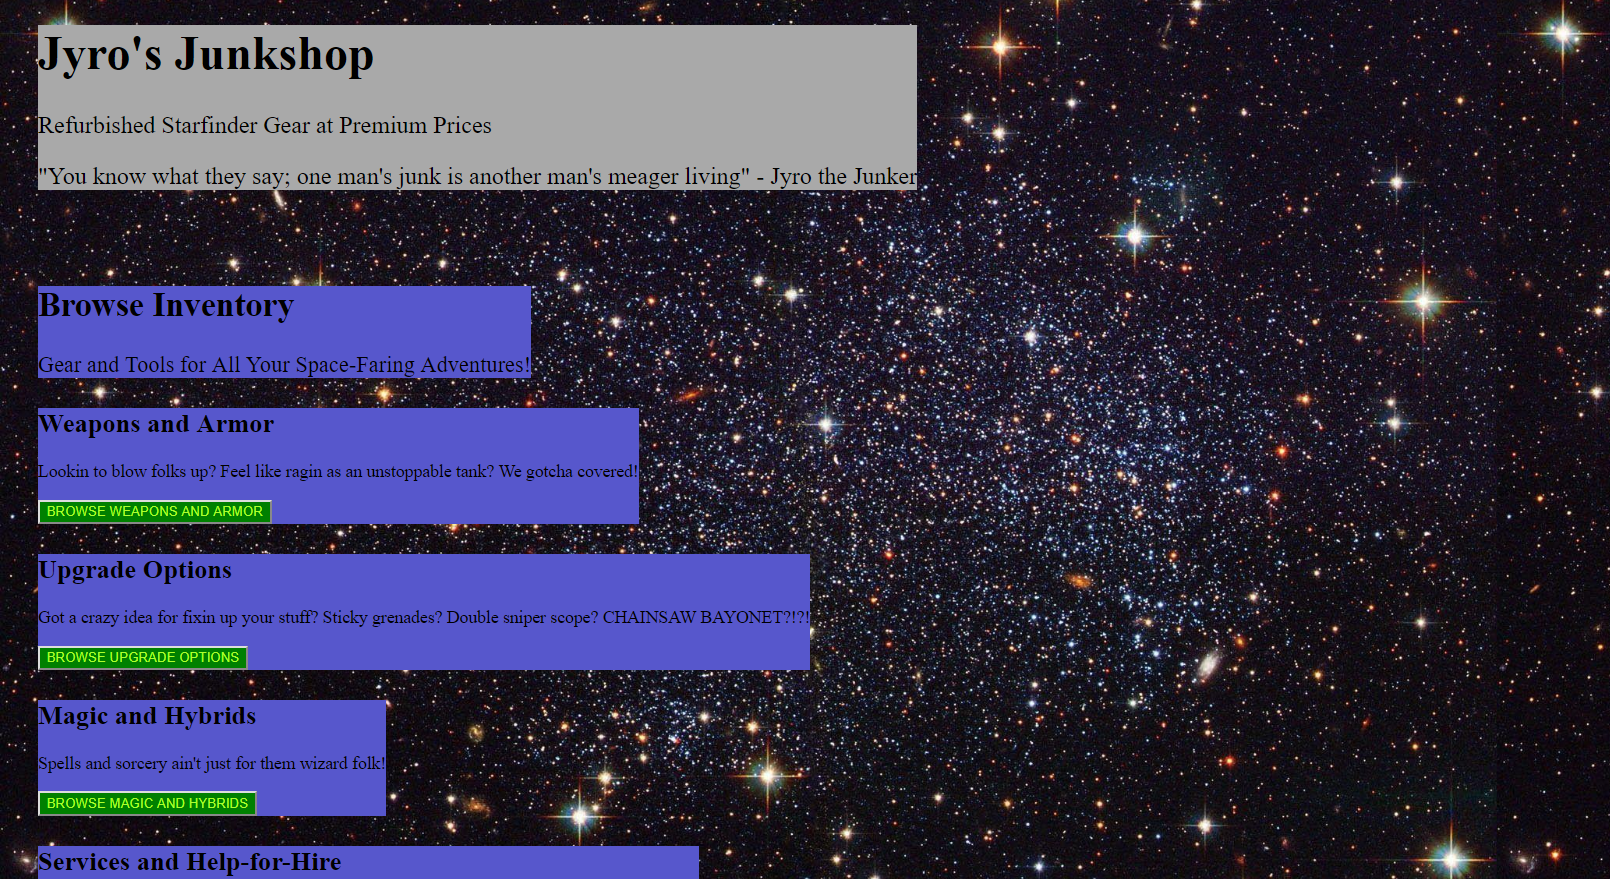 Jyro's Junkshop
Refurbished Starfinder Gear at Premium Prices
"You know what they say; one man's junk is another man's meager living" - Jyro the Junker
Browse Inventory
Gear and Tools for All Your Space-Faring Adventures!
Weapons and Armor
Lookin to blow folks up? Feel like ragin as an unstoppable tank? We gotcha covered!
BROWSE WEAPONS AND ARMOR
Upgrade Options
Got a crazy idea for fixin up your stuff? Sticky grenades? Double sniper scope? CHAINSAW BAYONET?!?!
BROWSE UPGRADE OPTIONS
Magic and Hybrids
Spells and sorcery ain't just for them wizard folk!
BROWSE MAGIC AND HYBRIDS
Services and Help-for-Hire